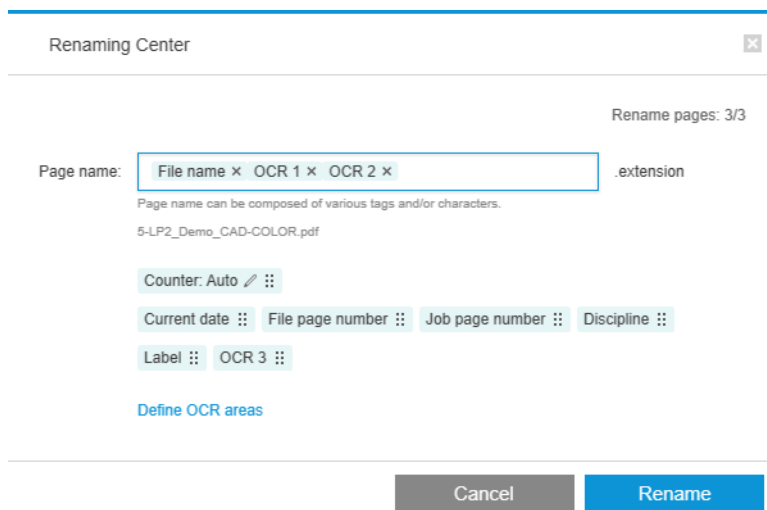 Renaming Center
Rename pages: 3/3
Page name: File name × OCR 1 × OCR 2 × .extension
Page name can be composed of various tags and/or characters.
5-LP2_Demo_CAD-COLOR.pdf
Counter: Auto
Current date File page number Job page number Discipline
Label OCR 3
Define OCR areas
Cancel Rename